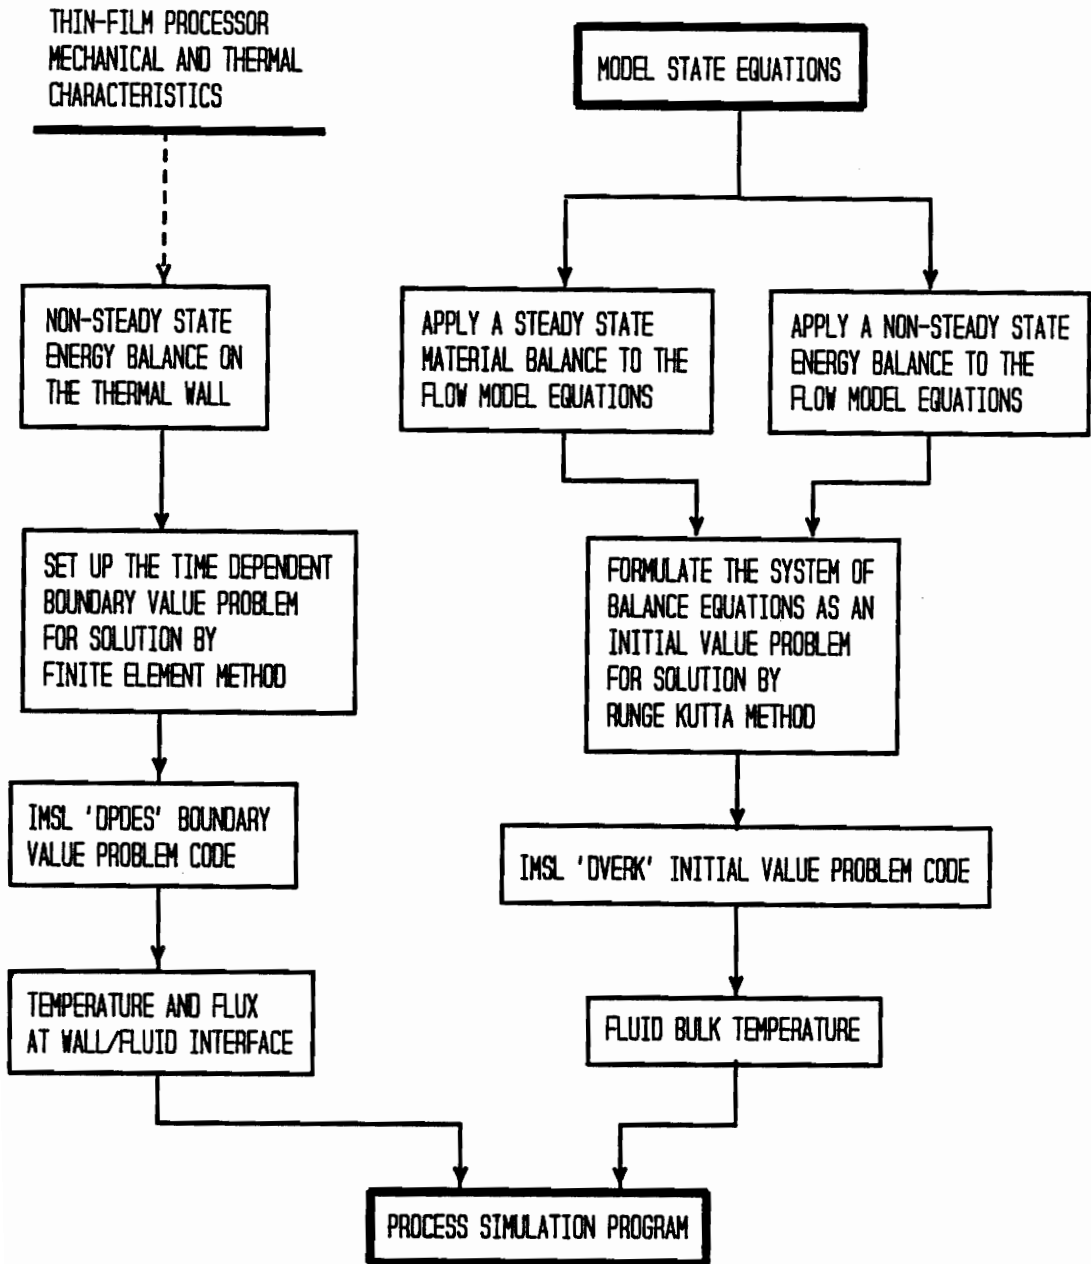 THIN-FILM PROCESSOR
MECHANICAL AND THERMAL
CHARACTERISTICS
MODEL STATE EQUATIONS
NON-STEADY STATE
ENERGY BALANCE ON
THE THERMAL WALL
APPLY A STEADY STATE
MATERIAL BALANCE TO THE
FLOW MODEL EQUATIONS
APPLY A NON-STEADY STATE
ENERGY BALANCE TO THE
FLOW MODEL EQUATIONS
SET UP THE TIME DEPENDENT
BOUNDARY VALUE PROBLEM
FOR SOLUTION BY
FINITE ELEMENT METHOD
FORMULATE THE SYSTEM OF
BALANCE EQUATIONS AS AN
INITIAL VALUE PROBLEM
FOR SOLUTION BY
RUNGE KUTTA METHOD
IMSL 'DPDES' BOUNDARY
VALUE PROBLEM CODE
IMSL 'DVERK' INITIAL VALUE PROBLEM CODE
TEMPERATURE AND FLUX
AT WALL/FLUID INTERFACE
FLUID BULK TEMPERATURE
PROCESS SIMULATION PROGRAM